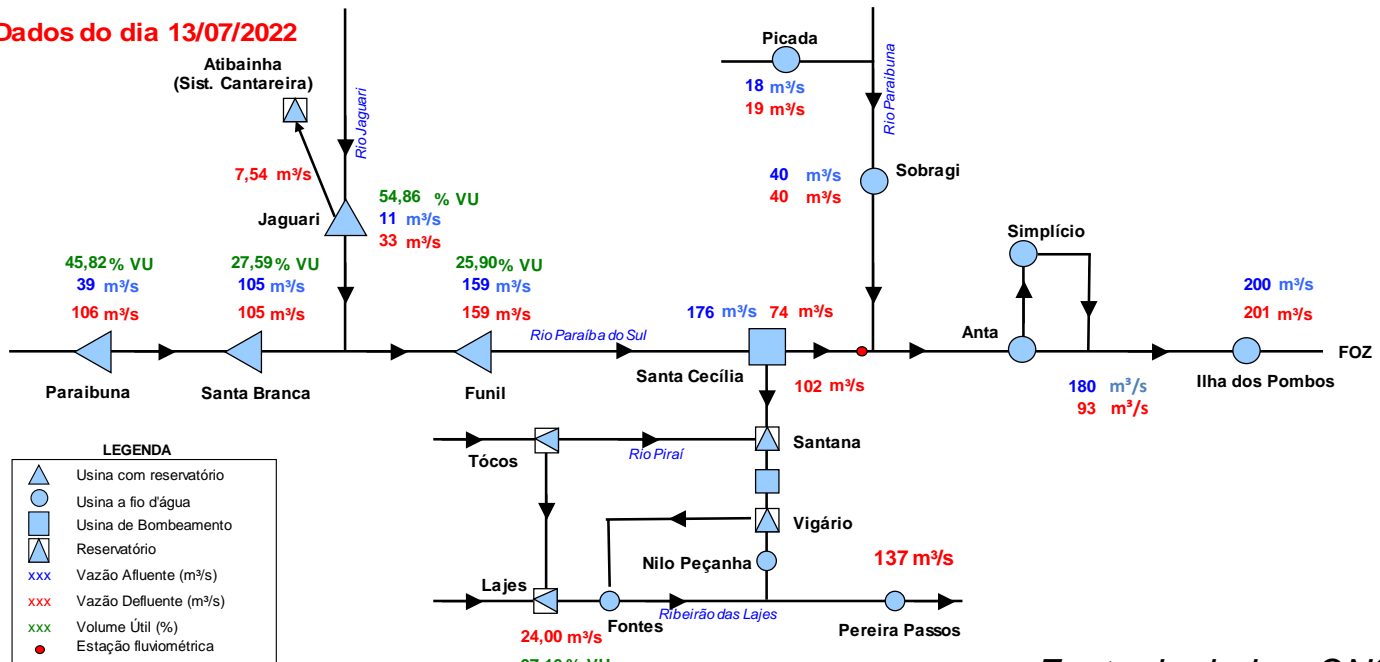 Dados do dia 13/07/2022
Atibainha
(Sist. Cantareira)
Rio Jaguari
7,54 m³/s
Jaguari
54,86 % VU
11 m³/s
33 m³/s
Picada
18 m³/s
19 m³/s
Rio Paraibuna
40 m³/s
40 m³/s
Sobragi
45,82 % VU
39 m³/s
106 m³/s
Paraibuna
27,59 % VU
105 m³/s
105 m³/s
Santa Branca
25,90 % VU
159 m³/s
159 m³/s
Funil
Rio Paraíba do Sul
176 m³/s 74 m³/s
Santa Cecília
102 m³/s
Simplício
Anta
180 m³/s
93 m³/s
200 m³/s
201 m³/s
Ilha dos Pombos
FOZ
Tócos
Rio Piraí
Santana
Vigário
Nilo Peçanha
137 m³/s
Lajes
Fontes
Ribeirão das Lajes
Pereira Passos
24,00 m³/s
LEGENDA
Usina com reservatório
Usina a fio d'água
Usina de Bombeamento
Reservatório
xxx Vazão Afluente (m³/s)
xxx Vazão Defluente (m³/s)
xxx Volume Útil (%)
Estação fluviométrica